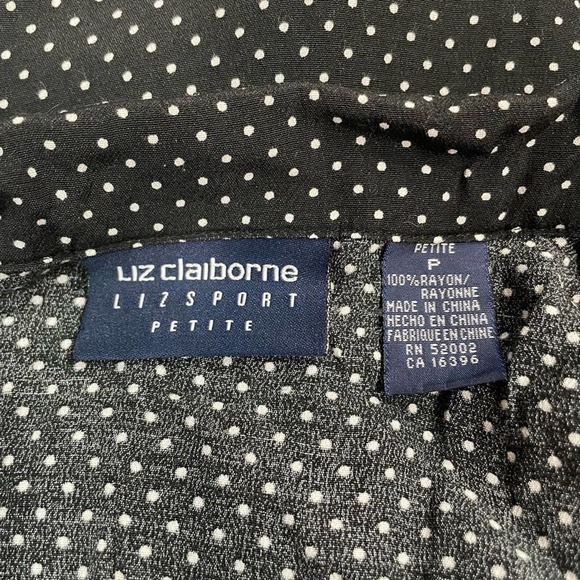 Liz claiborne
LIZSPORT
PETITE
PETITE
P
100% RAYON/
RAYONNE
MADE IN CHINA
HECHO EN CHINA
FABRIQUE EN CHINE
RN 52002
CA 16396